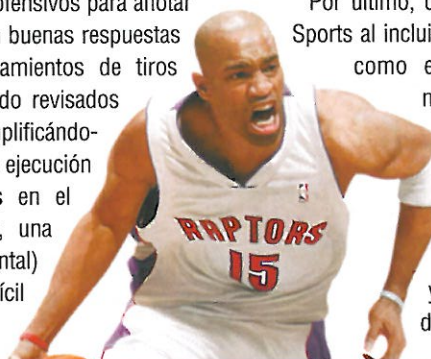 ofensivos para anotar
buenas respuestas
amientos de tiros
do revisados
mplificándo-
ejecución
s en el
, una
ntal)
ícil
Por último,
Sports al inclui
como e
RAPTORS
15
y
d